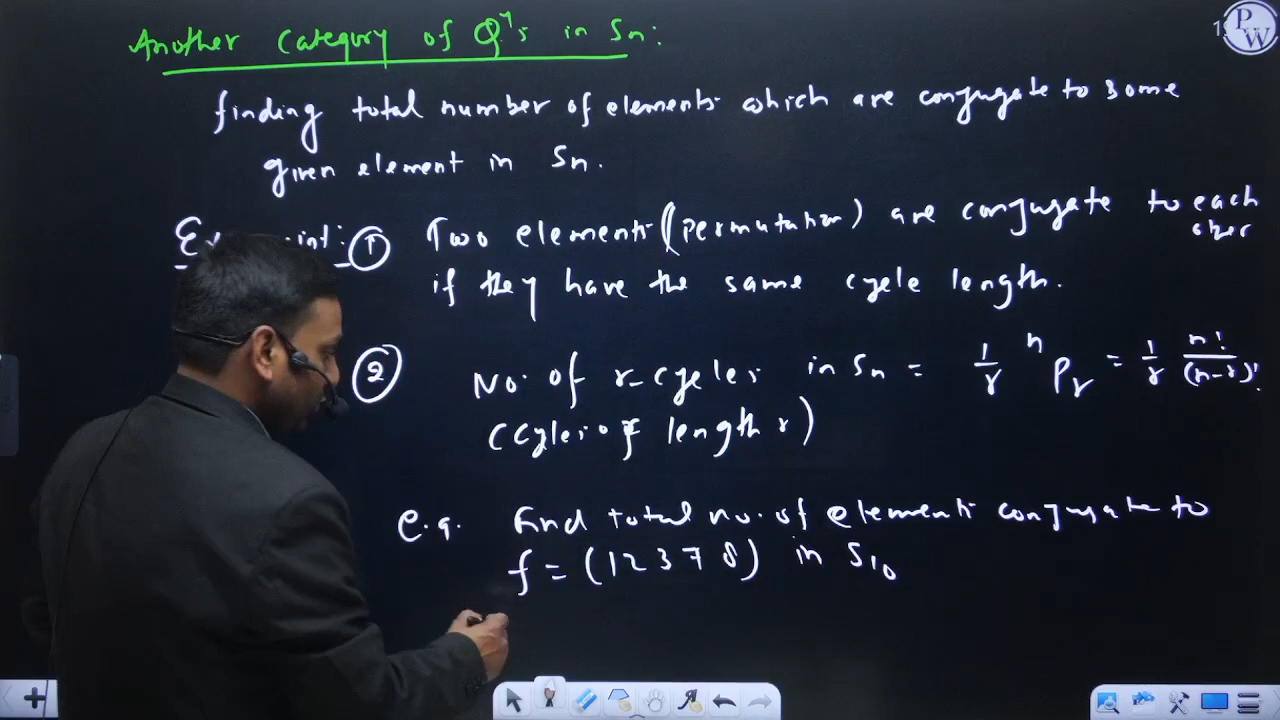 Another category of Q's in Sn:
finding total number of elements which are conjugate to some
given element in Sn.
① Two elements (permutation) are conjugate to each
other
if they have the same cycle length.
② No. of r-cycles in Sn = 1/r nPr = 1/r n!/(n-r)!
(Cycles of length r)
e.g. Find total no. of elements conjugate to
f = (1 2 3 7 8) in S10
PW